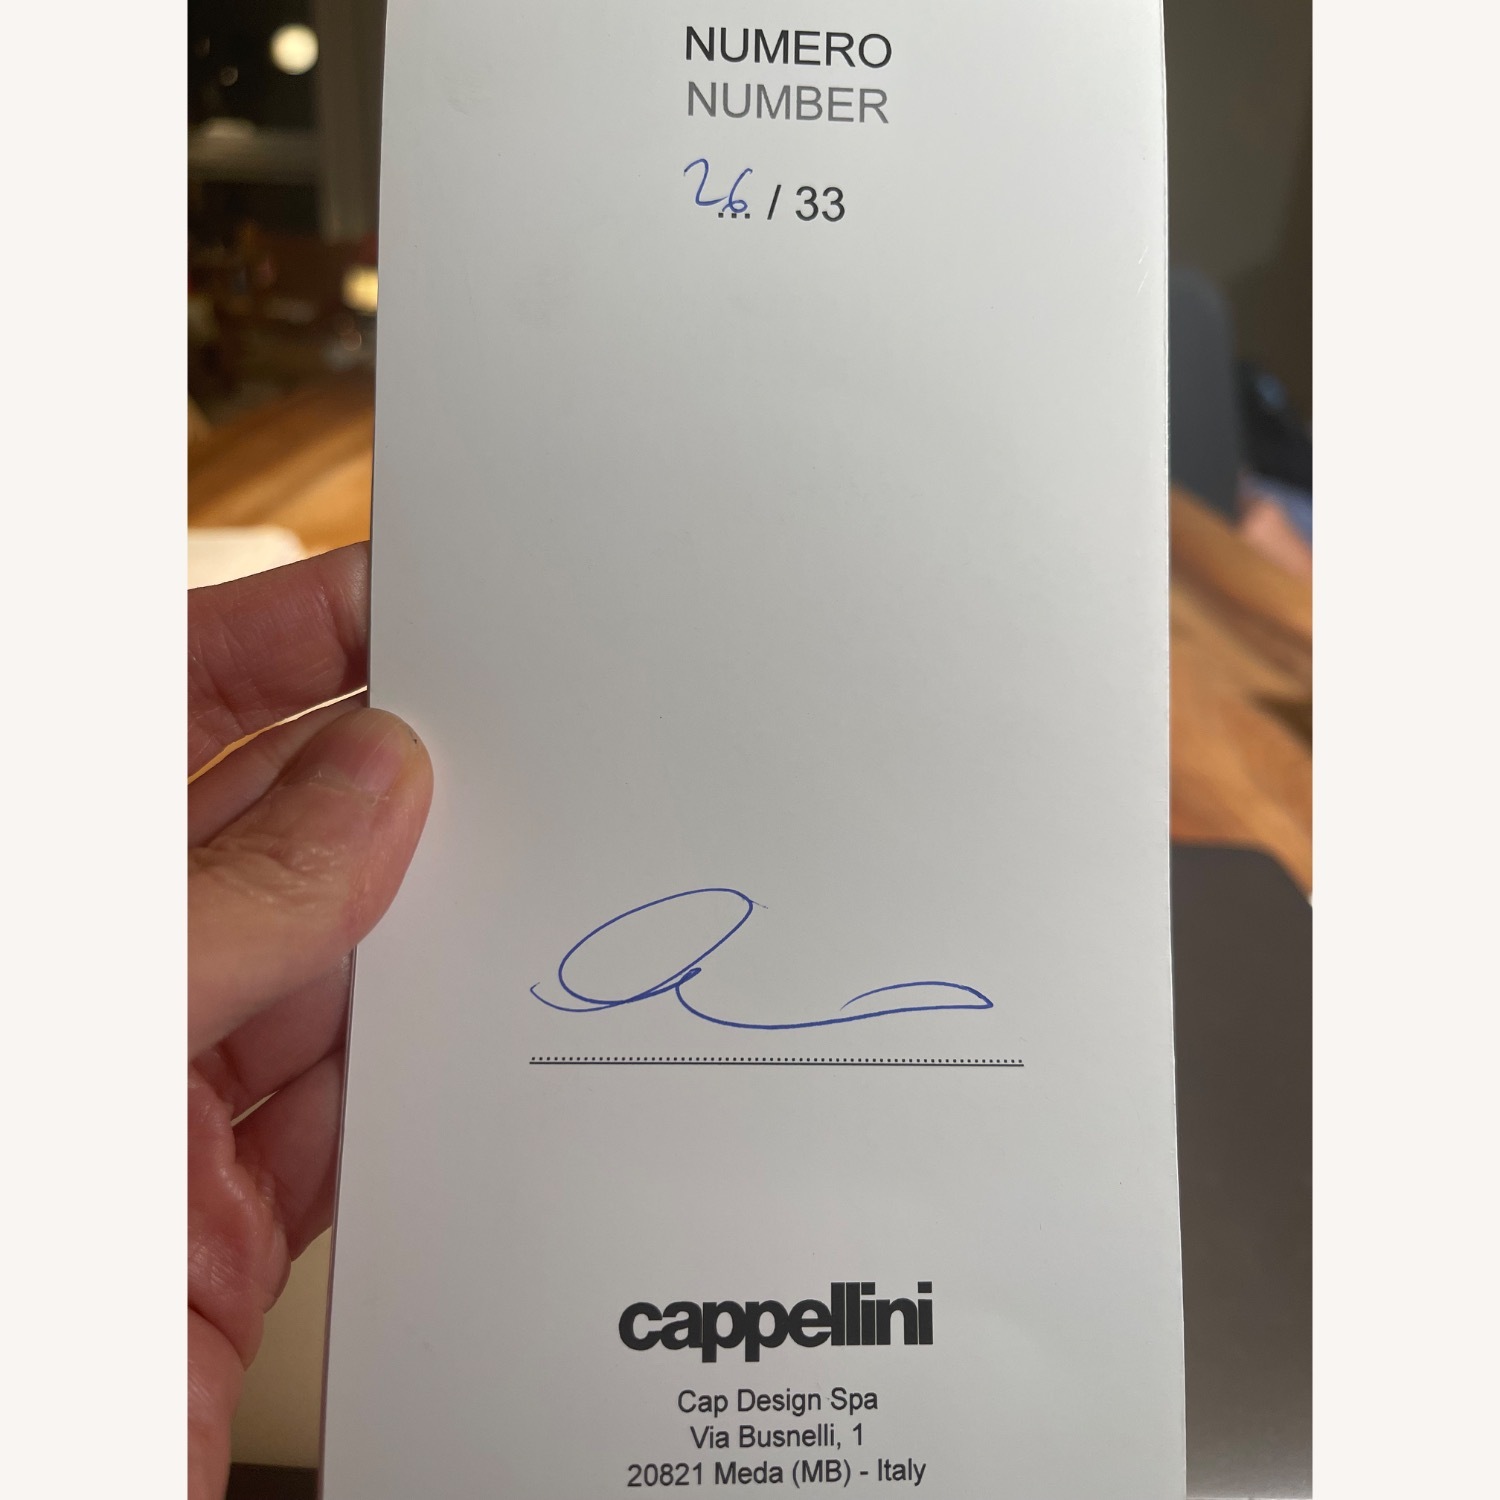 NUMERO
NUMBER
26 / 33
cappellini
Cap Design Spa
Via Busnelli, 1
20821 Meda (MB) - Italy